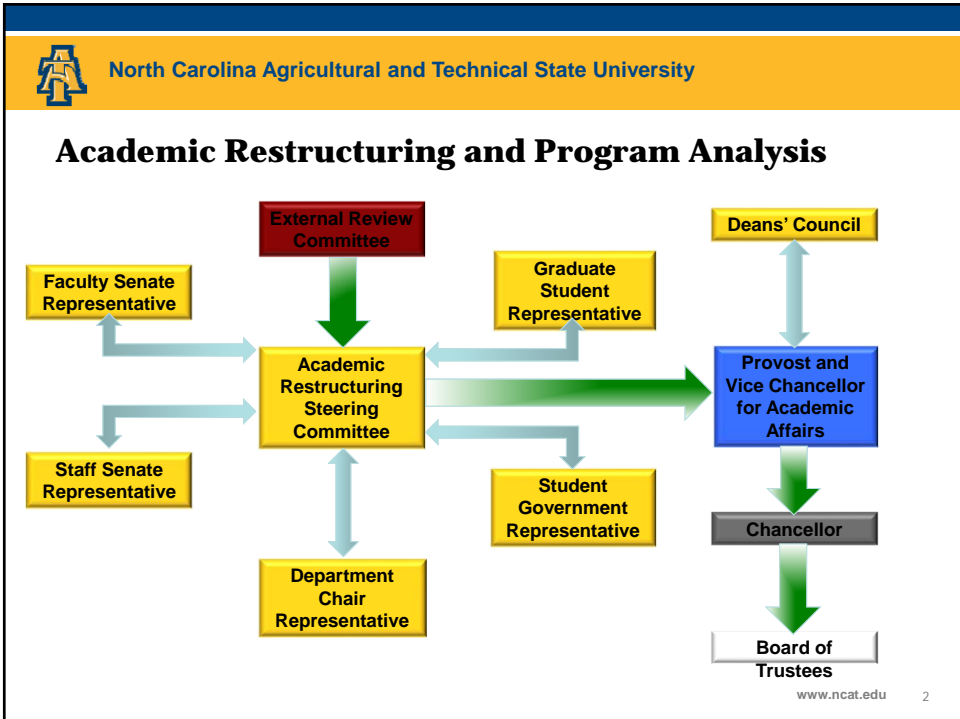 North Carolina Agricultural and Technical State University
Academic Restructuring and Program Analysis
External Review
Committee
Deans' Council
Faculty Senate
Representative
Graduate
Student
Representative
Academic
Restructuring
Steering
Committee
Provost and
Vice Chancellor
for Academic
Affairs
Staff Senate
Representative
Student
Government
Representative
Chancellor
Department
Chair
Representative
Board of
Trustees
www.ncat.edu 2